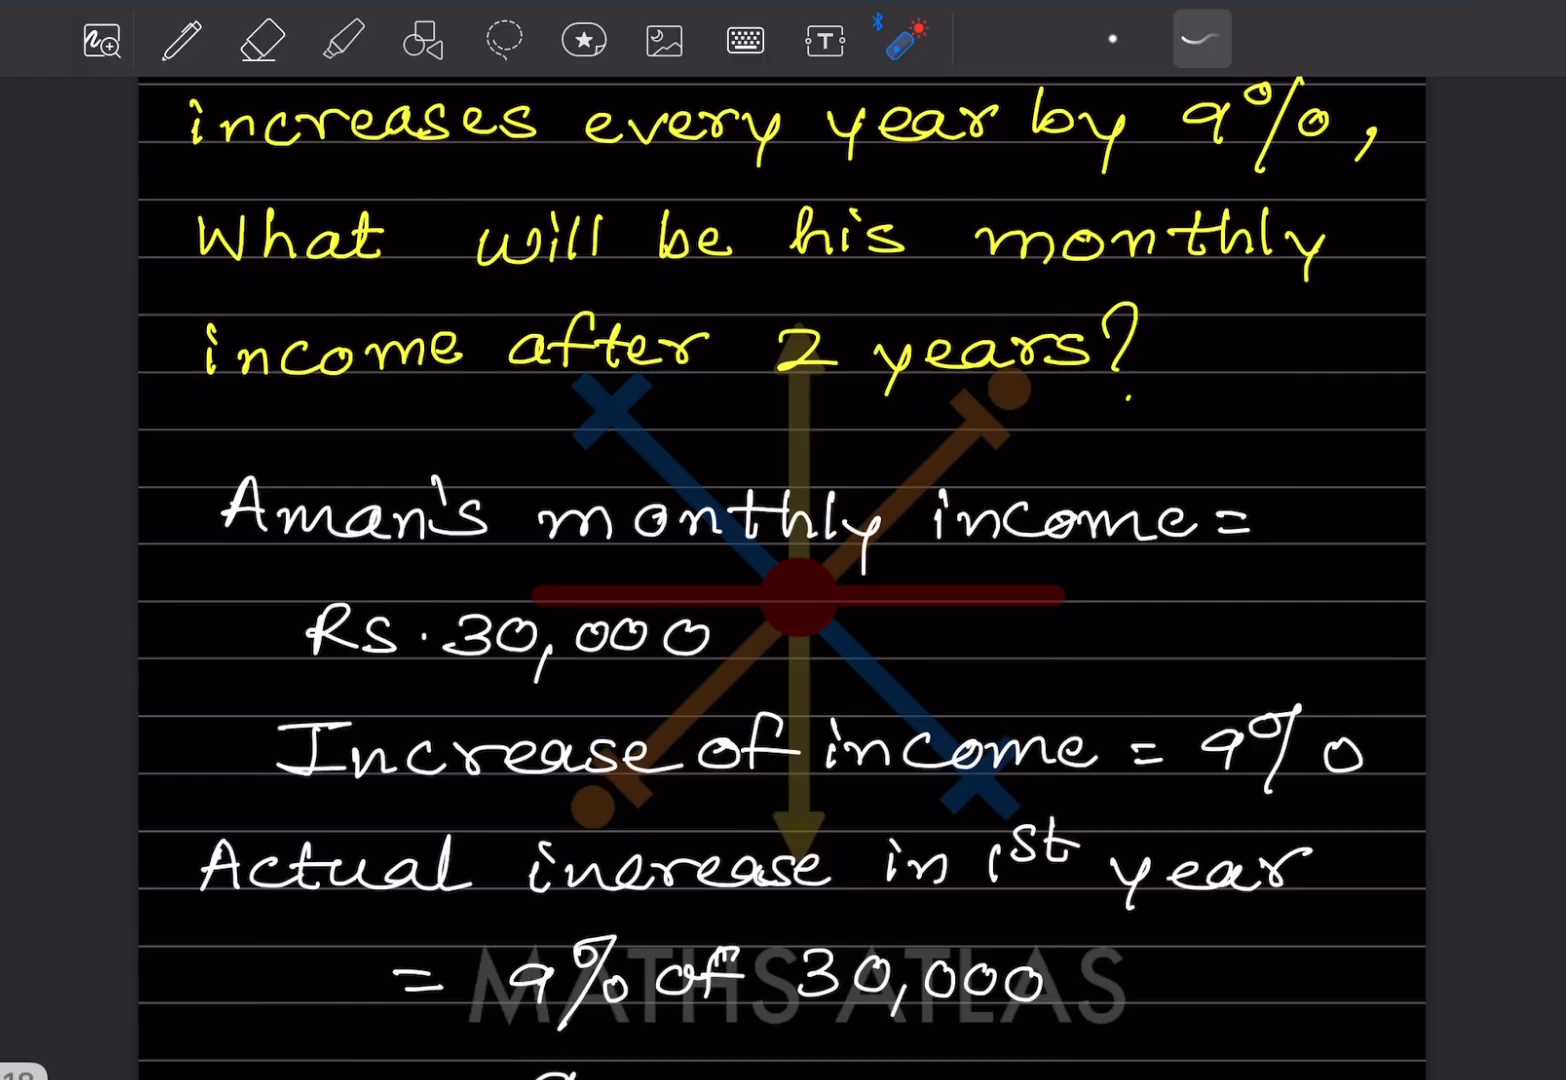 increases every year by 9%,
What will be his monthly
income after 2 years?
Aman's monthly income =
Rs. 30,000
Increase of income = 9%
Actual increase in 1st year
= 9% of 30,000
MATHS ATLAS